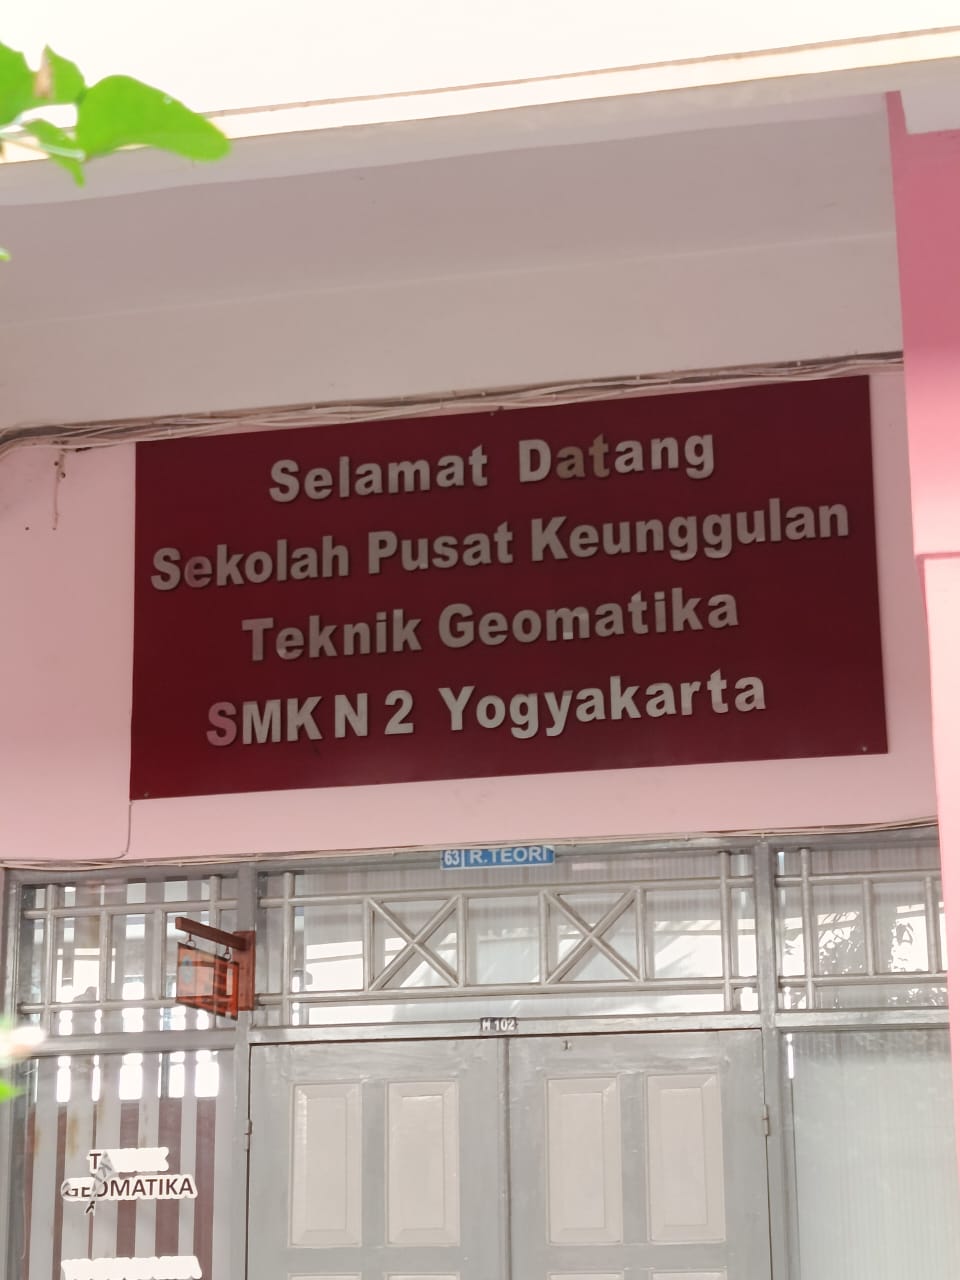 Selamat Datang
Sekolah Pusat Keunggulan
Teknik Geomatika
SMK N 2 Yogyakarta
63 R.TEORI
H 102
GEOMATIKA